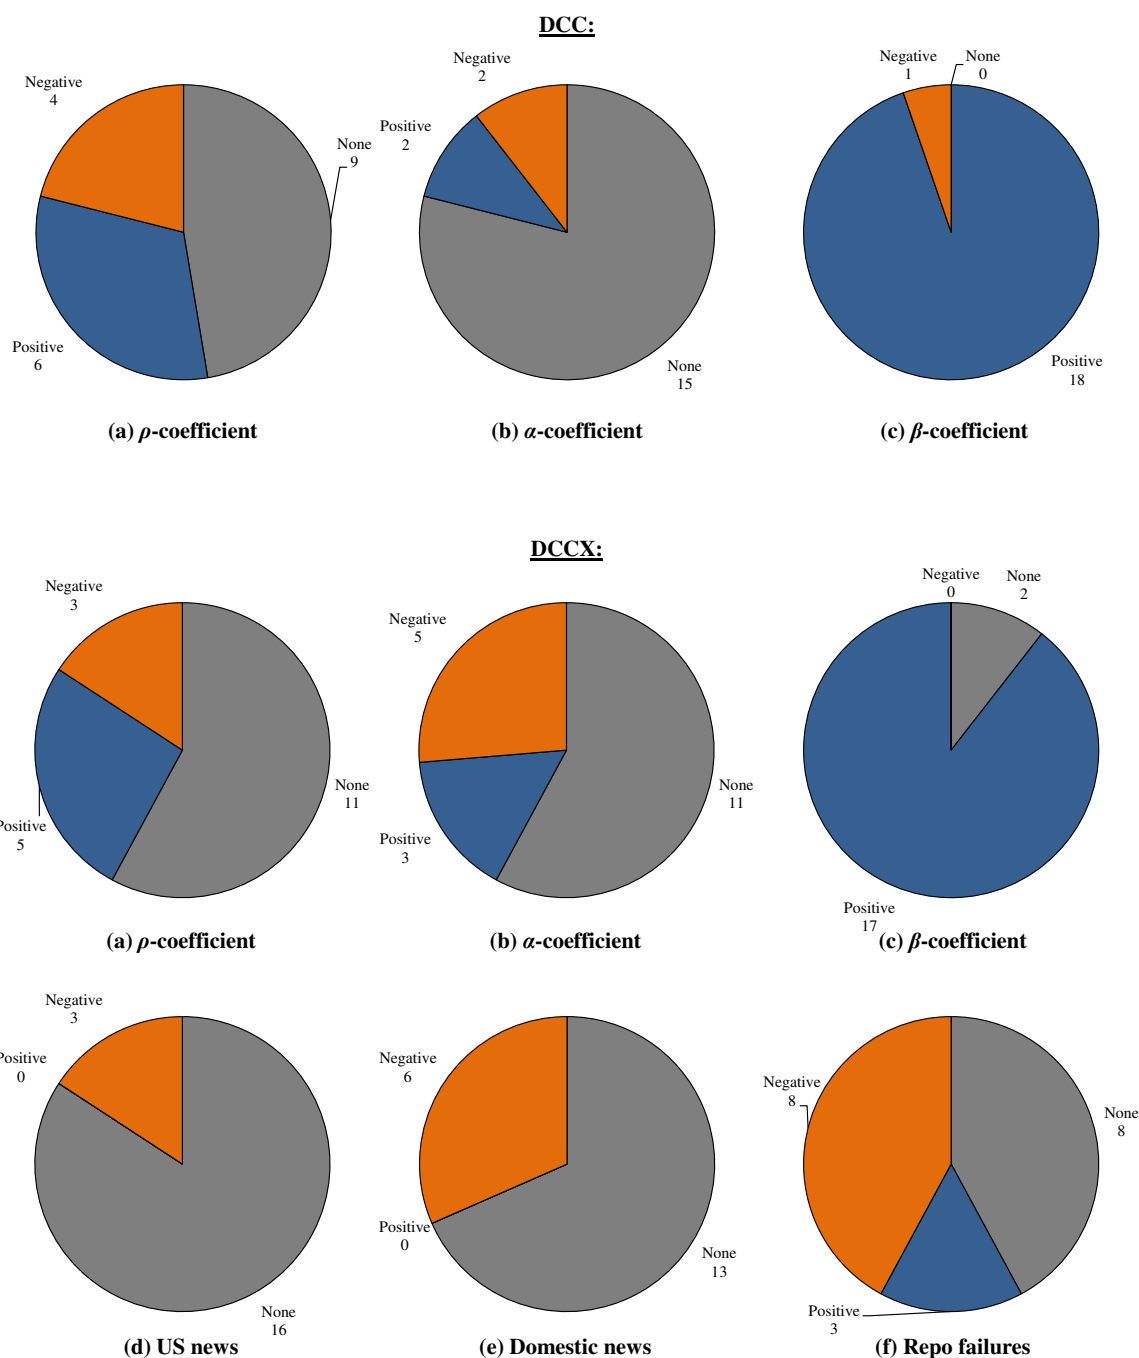 DCC:
Negative
4
None
9
Positive
6
Negative
2
Positive
2
None
15
Negative
1
None
0
Positive
18
(a) ρ-coefficient
(b) α-coefficient
(c) β-coefficient
DCCX:
Negative
3
None
11
Positive
5
Negative
5
None
11
Positive
3
Negative
0
None
2
Positive
17
(a) ρ-coefficient
(b) α-coefficient
(c) β-coefficient
Negative
3
Positive
0
None
16
Negative
6
Positive
0
None
13
Negative
8
None
8
Positive
3
(d) US news
(e) Domestic news
(f) Repo failures